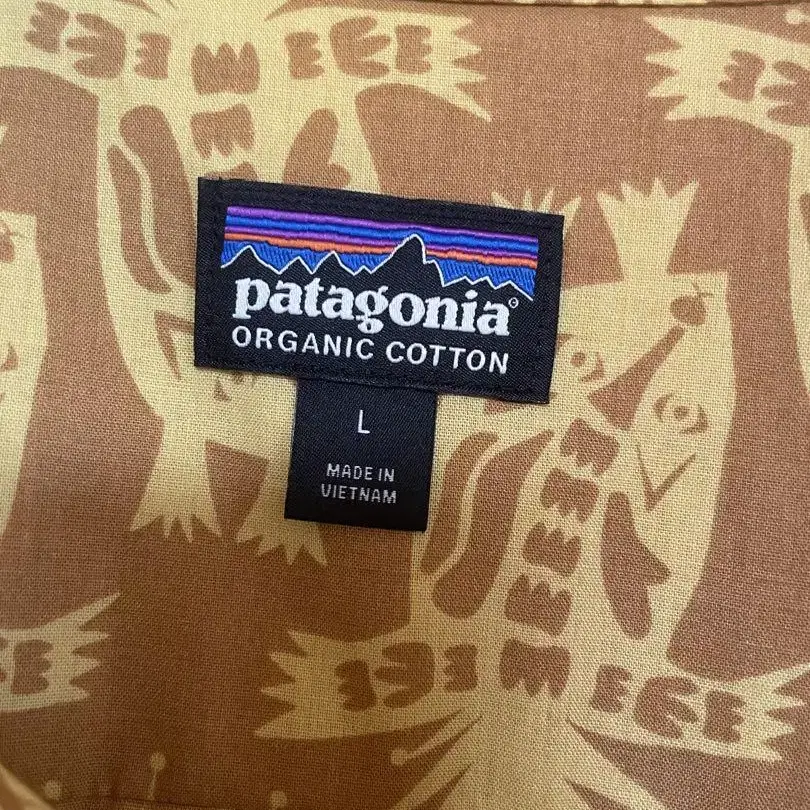 patagonia®
ORGANIC COTTON
L
MADE IN
VIETNAM